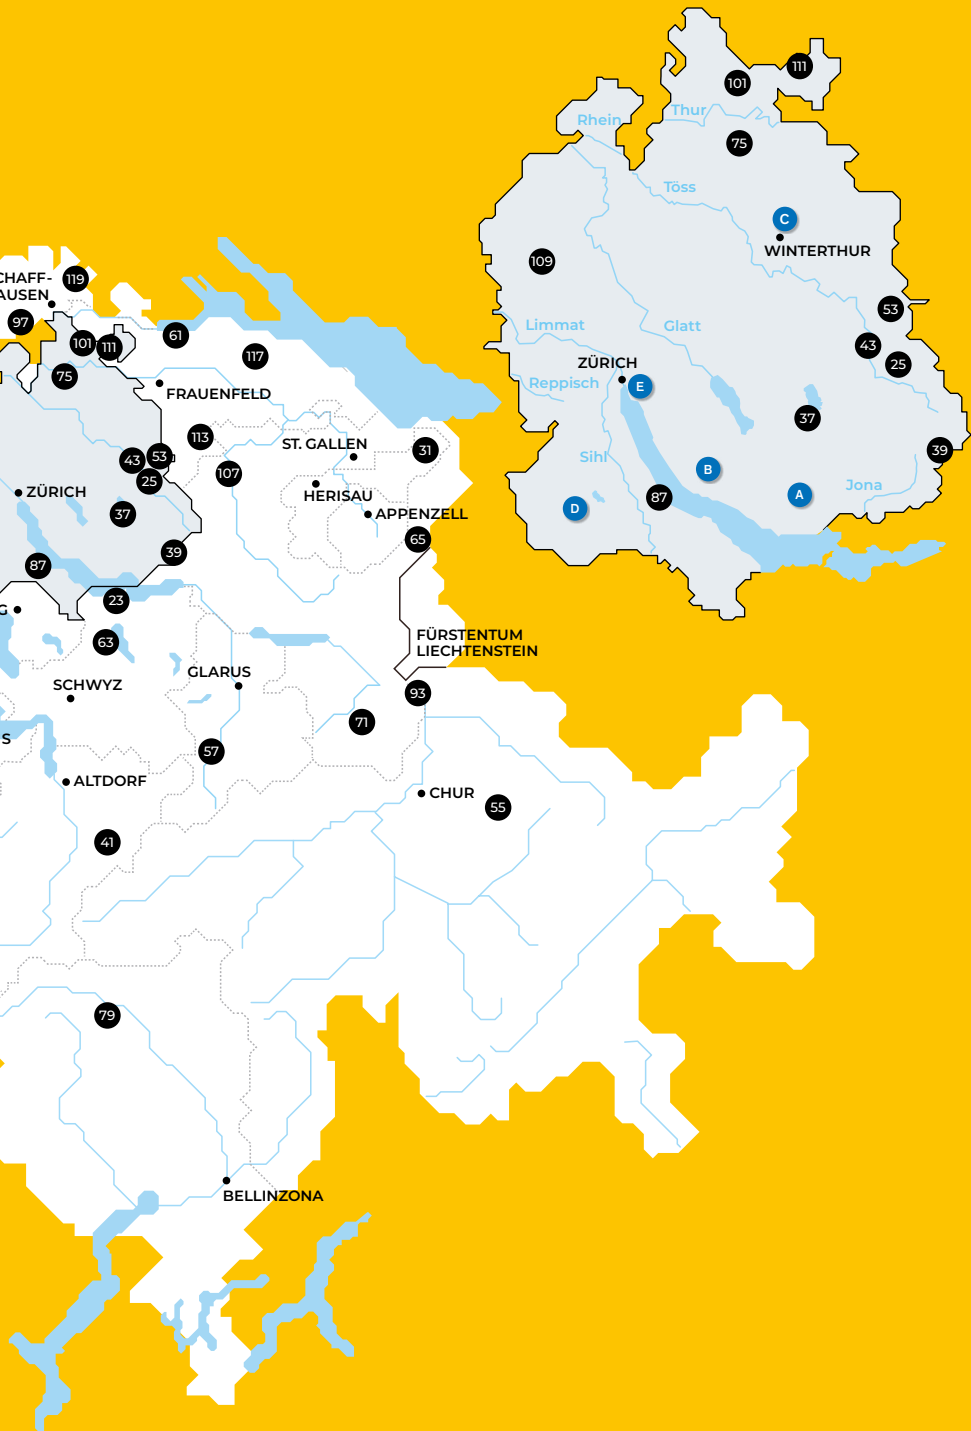 111
101
Rhein
Thur
75
Töss
C
WINTERTHUR
109
53
Limmat
Glatt
43
ZÜRICH
25
Reppisch
E
37
39
Sihl
B
87
A
Jona
D
CHAFF-
AUSEN
119
97
61
101
111
117
75
FRAUENFELD
113
ST. GALLEN
31
43
53
107
25
HERISAU
ZÜRICH
37
APPENZELL
65
39
87
23
G
63
FÜRSTENTUM
LIECHTENSTEIN
GLARUS
SCHWYZ
93
71
S
57
ALTDORF
CHUR
55
41
79
BELLINZONA